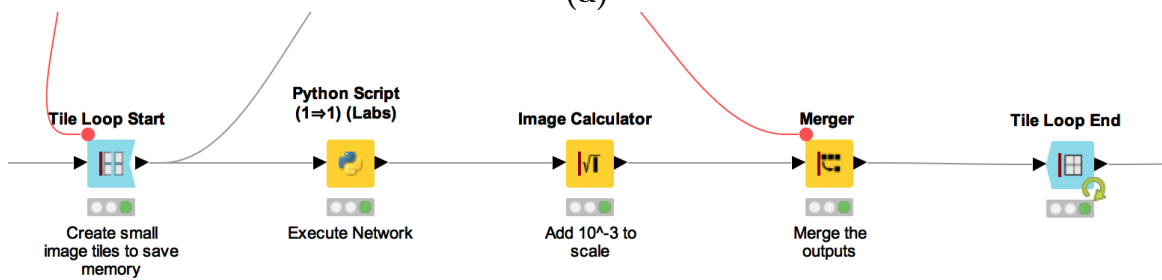 (d)
Tile Loop Start
Python Script
(1⇒1) (Labs)
Image Calculator
Merger
Tile Loop End
Create small
image tiles to save
memory
Execute Network
Add 10^-3 to
scale
Merge the
outputs